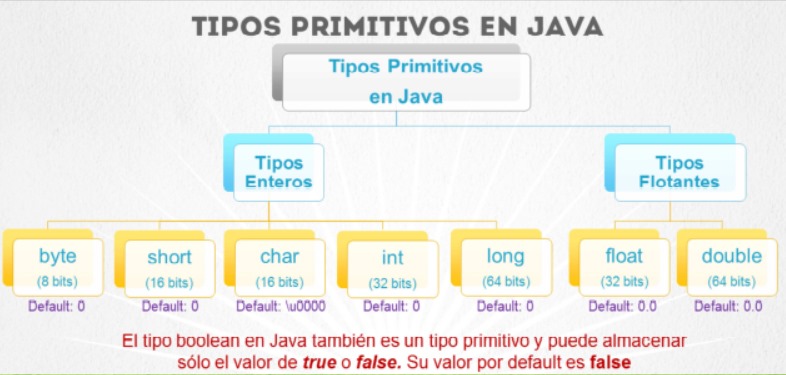 TIPOS PRIMITIVOS EN JAVA
Tipos Primitivos
en Java
Tipos
Enteros
Tipos
Flotantes
byte
(8 bits)
Default: 0
short
(16 bits)
Default: 0
char
(16 bits)
Default: \u0000
int
(32 bits)
Default: 0
long
(64 bits)
Default: 0
float
(32 bits)
Default: 0.0
double
(64 bits)
Default: 0.0
El tipo boolean en Java también es un tipo primitivo y puede almacenar
sólo el valor de true o false. Su valor por default es false